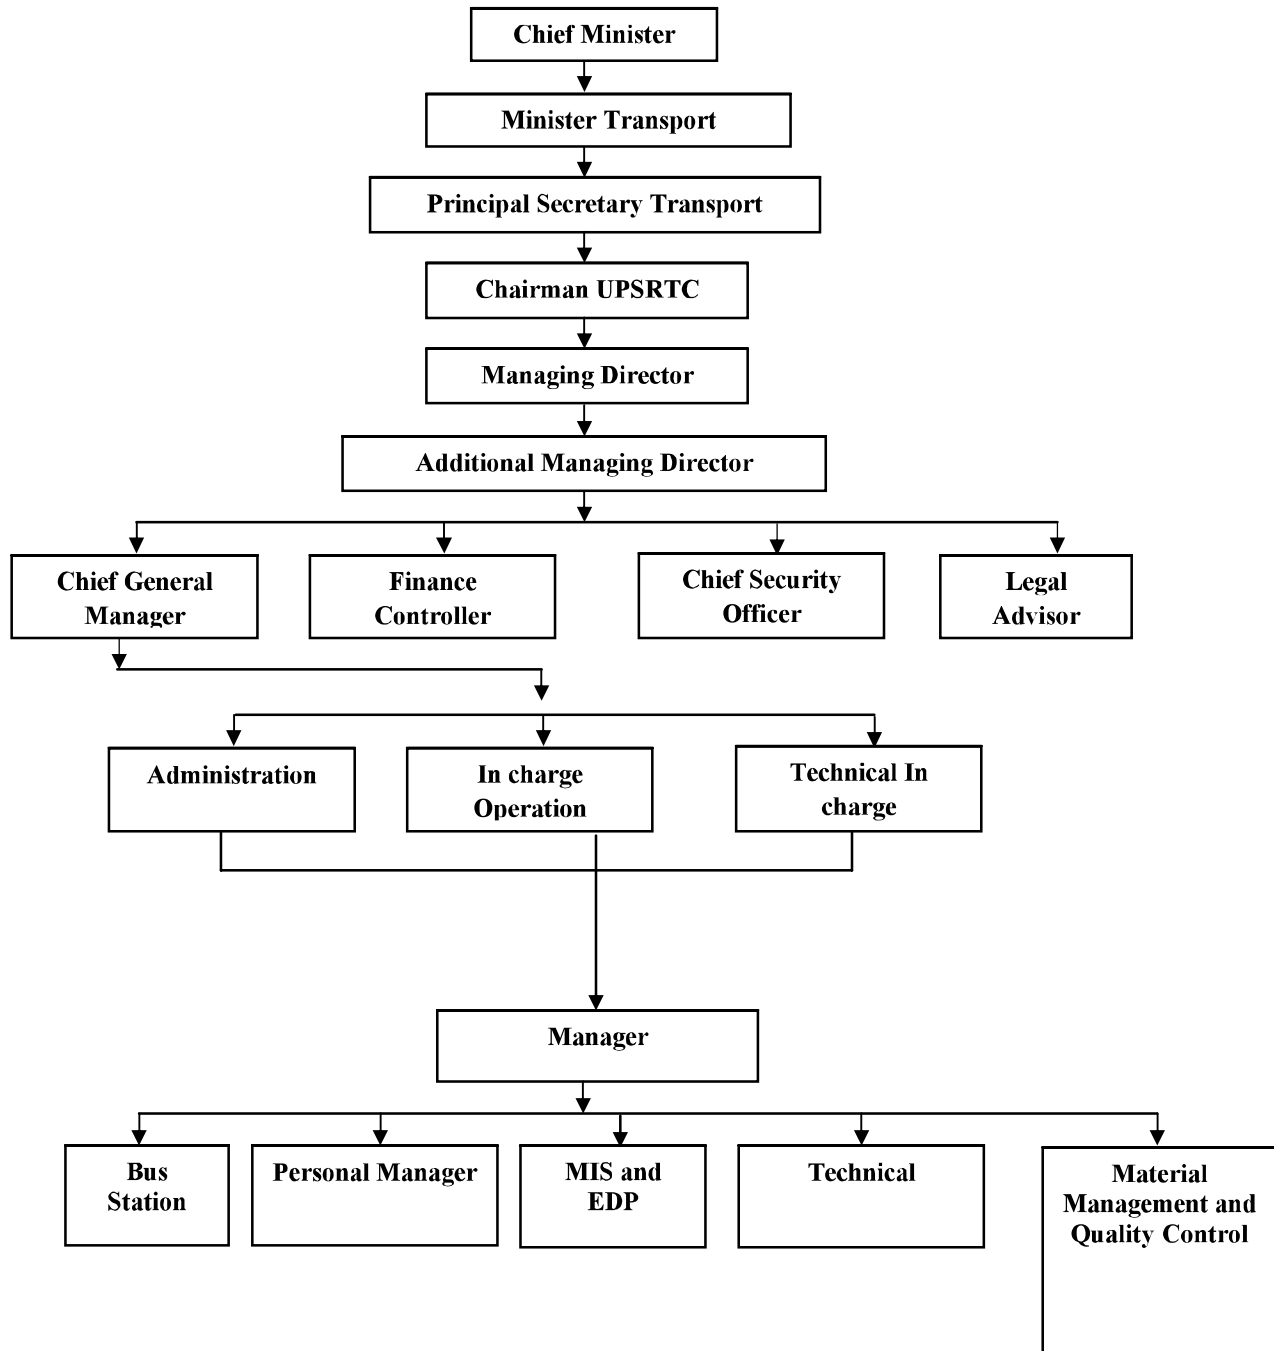 Chief Minister
Minister Transport
Principal Secretary Transport
Chairman UPSRTC
Managing Director
Additional Managing Director
Chief General
Manager
Finance
Controller
Chief Security
Officer
Legal
Advisor
Administration
In charge
Operation
Technical In
charge
Manager
Bus
Station
Personal Manager
MIS and
EDP
Technical
Material
Management and
Quality Control